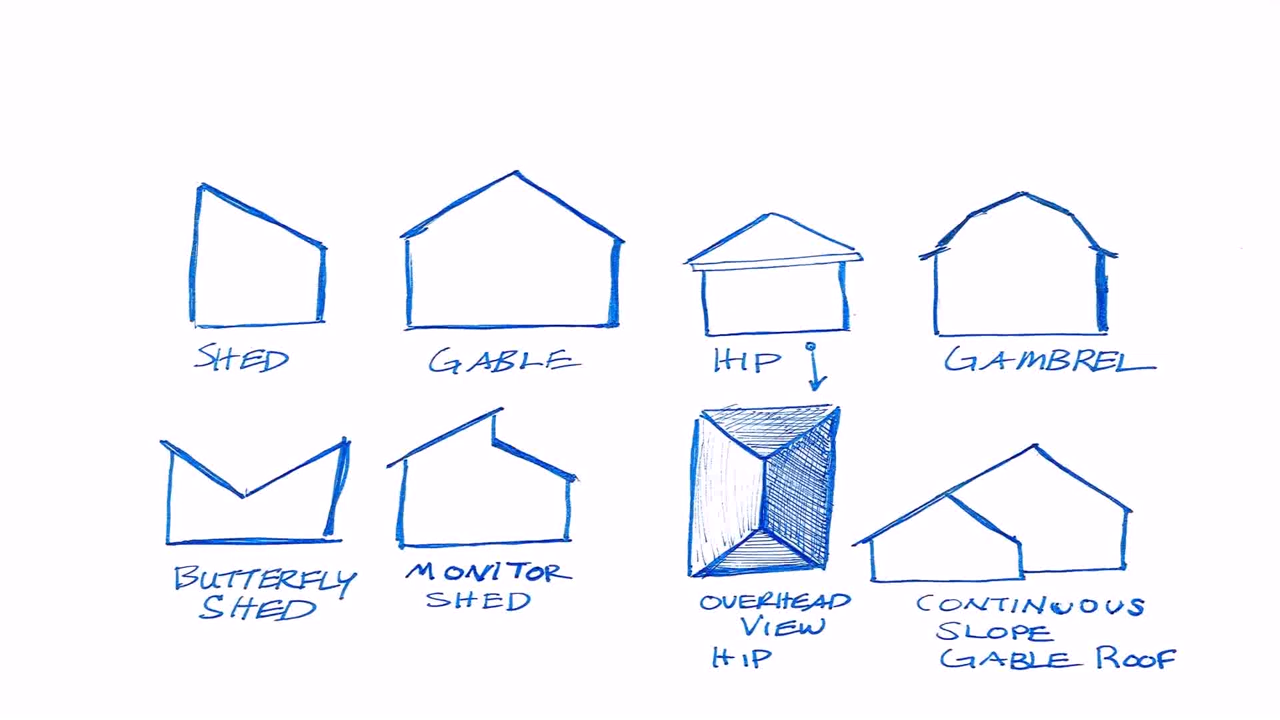 SHED
GABLE
HIP
GAMBREL
BUTTERFLY
SHED
MONITOR
SHED
OVERHEAD
VIEW
HIP
CONTINUOUS
SLOPE
GABLE ROOF